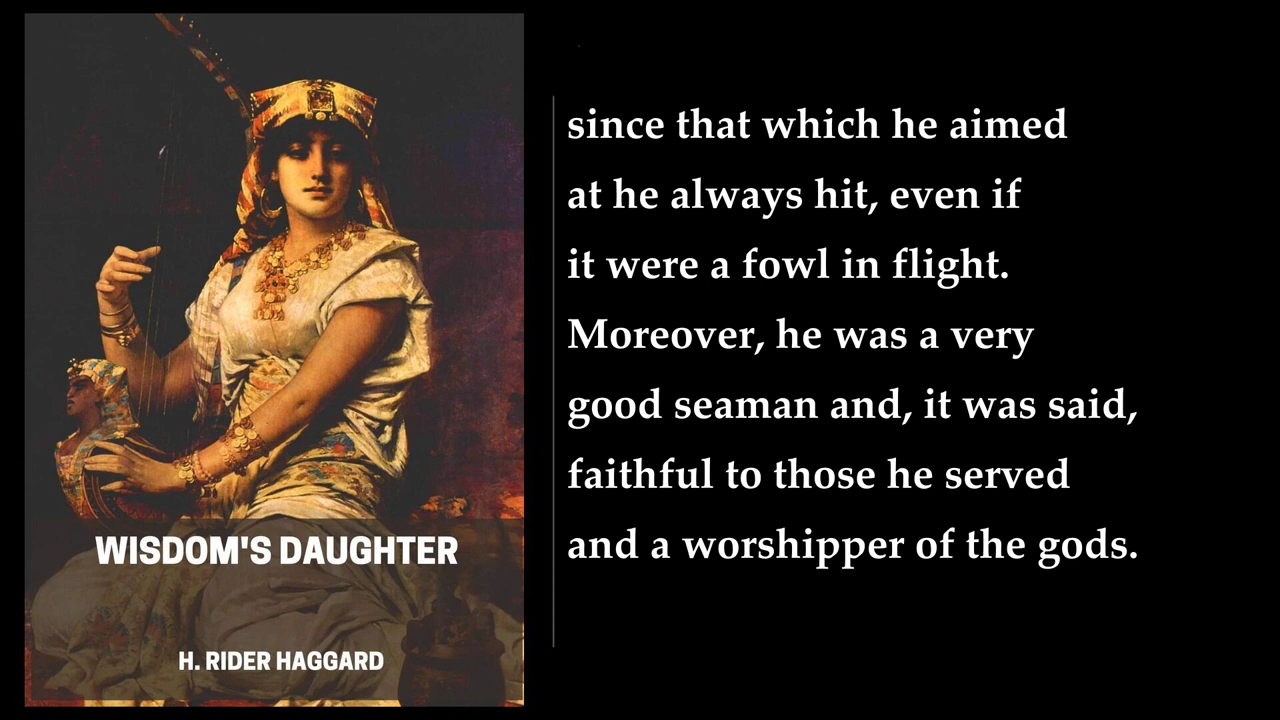 WISDOM'S DAUGHTER
H. RIDER HAGGARD
since that which he aimed
at he always hit, even if
it were a fowl in flight.
Moreover, he was a very
good seaman and, it was said,
faithful to those he served
and a worshipper of the gods.